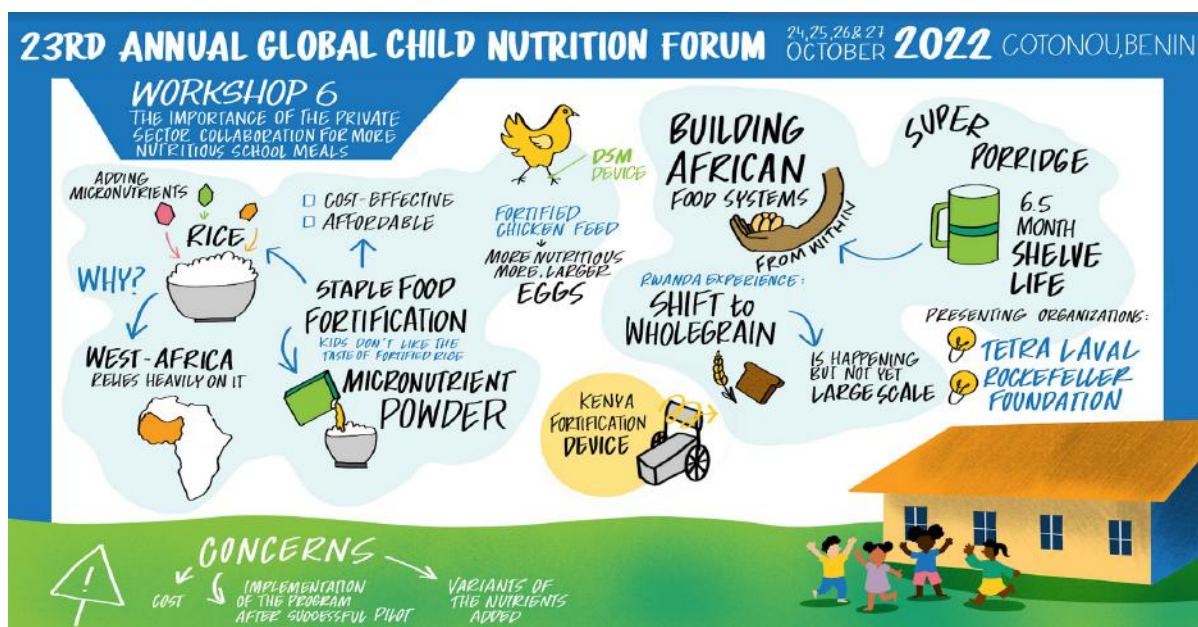 23RD ANNUAL GLOBAL CHILD NUTRITION FORUM
24, 25, 26 & 27
OCTOBER
2022
COTONOU, BENIN
WORKSHOP 6
THE IMPORTANCE OF THE PRIVATE
SECTOR COLLABORATION FOR MORE
NUTRITIOUS SCHOOL MEALS
ADDING
MICRONUTRIENTS
RICE
WHY?
WEST-AFRICA
RELIES HEAVILY ON IT
COST-EFFECTIVE
AFFORDABLE
STAPLE FOOD
FORTIFICATION
KIDS DON'T LIKE THE
TASTE OF FORTIFIED RICE
MICRONUTRIENT
POWDER
DSM
DEVICE
FORTIFIED
CHICKEN FEED
MORE NUTRITIOUS
MORE, LARGER
EGGS
KENYA
FORTIFICATION
DEVICE
BUILDING
AFRICAN
FOOD SYSTEMS
FROM WITHIN
RWANDA EXPERIENCE:
SHIFT to
WHOLEGRAIN
IS HAPPENING
BUT NOT YET
LARGE SCALE
SUPER
PORRIDGE
6.5
MONTH
SHELVE
LIFE
PRESENTING ORGANIZATIONS:
TETRA LAVAL
ROCKEFELLER
FOUNDATION
!
CONCERNS
COST
IMPLEMENTATION
OF THE PROGRAM
AFTER SUCCESSFUL PILOT
VARIANTS OF
THE NUTRIENTS
ADDED